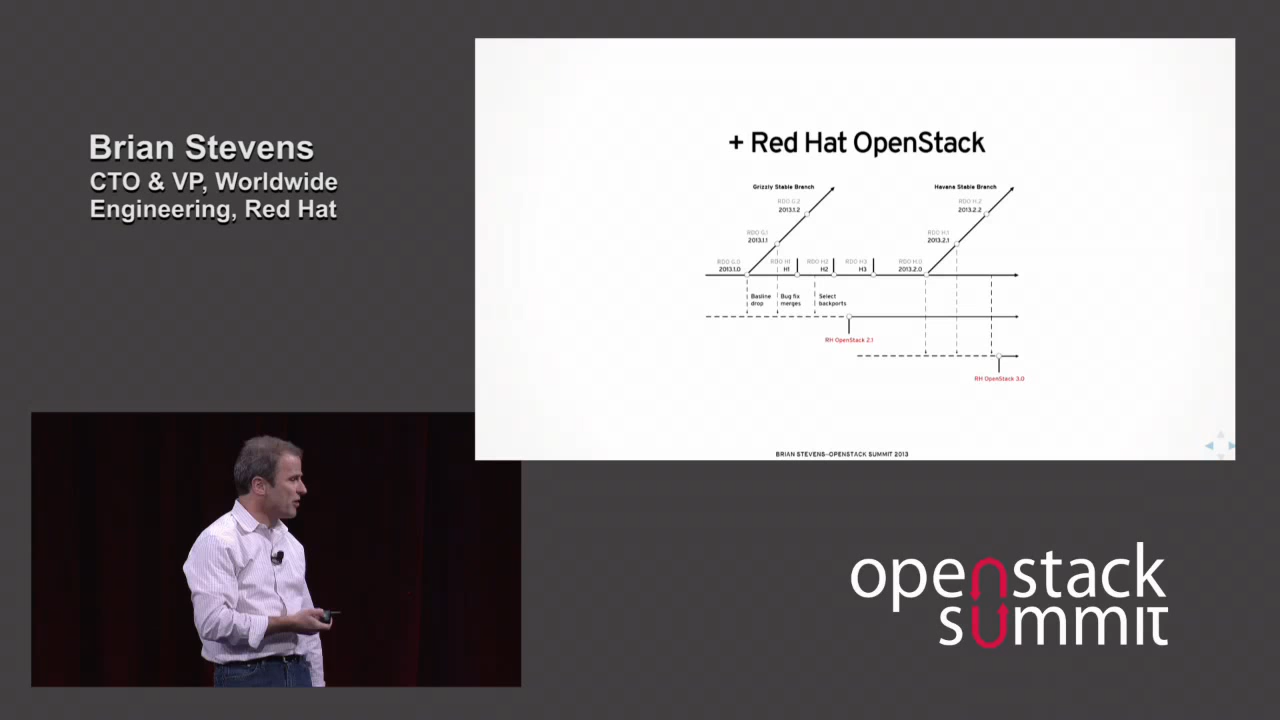 Brian Stevens
CTO & VP, Worldwide
Engineering, Red Hat
+ Red Hat OpenStack
Grizzly Stable Branch
Havana Stable Branch
RDO G.2
2013.1.2
RDO H.2
2013.2.2
RDO G.1
2013.1.1
RDO H.1
2013.2.1
RDO G.0
2013.1.0
RDO H1
H1
RDO H2
H2
RDO H3
H3
RDO H.0
2013.2.0
Basline
drop
Bug fix
merges
Select
backports
RH OpenStack 2.1
RH OpenStack 3.0
BRIAN STEVENS–OPENSTACK SUMMIT 2013
openstack
summit